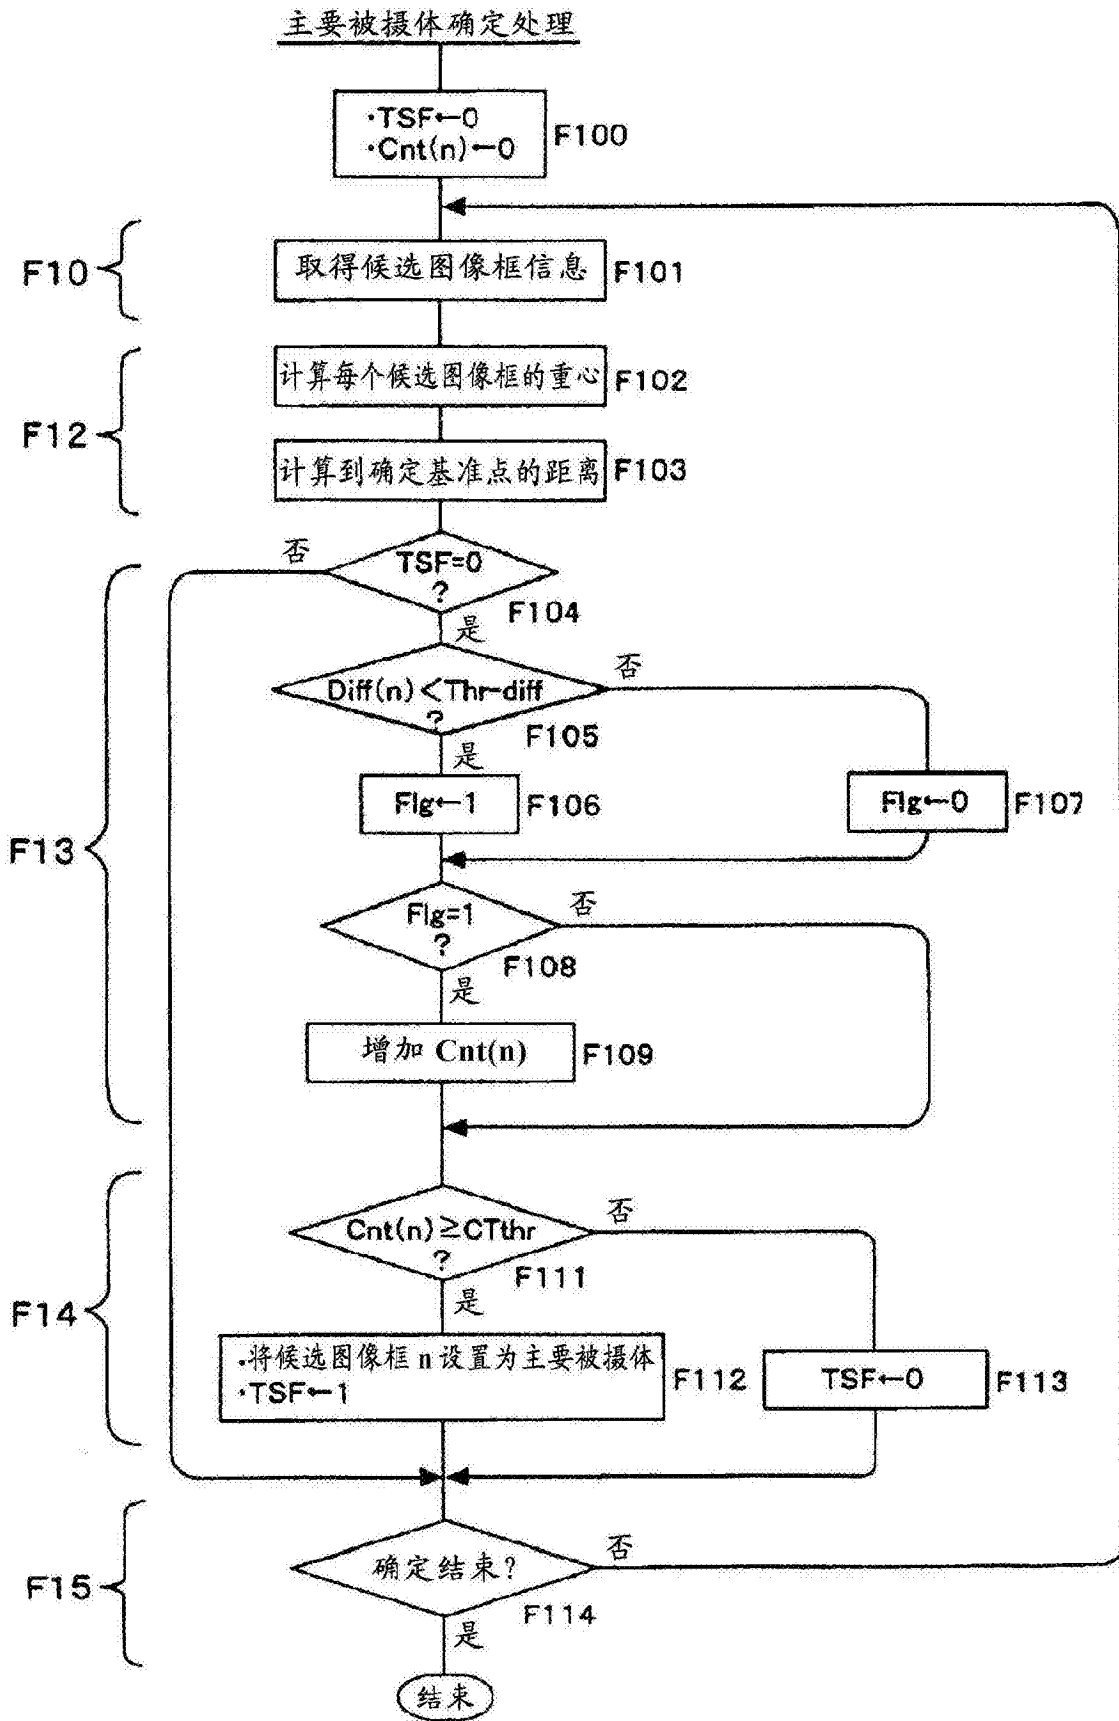 主要被摄体确定处理
·TSF←0
·Cnt(n)←0
F100
F10
取得候选图像框信息
F101
F12
计算每个候选图像框的重心
F102
计算到确定基准点的距离
F103
TSF=0
?
F104
否
是
F13
Diff(n)<Thr-diff
?
F105
否
是
Flg←1
F106
Flg←0
F107
Flg=1
?
F108
否
是
增加 Cnt(n)
F109
F14
Cnt(n)≥CTthr
?
F111
否
是
·将候选图像框 n 设置为主要被摄体
·TSF←1
F112
TSF←0
F113
F15
确定结束?
F114
否
是
结束